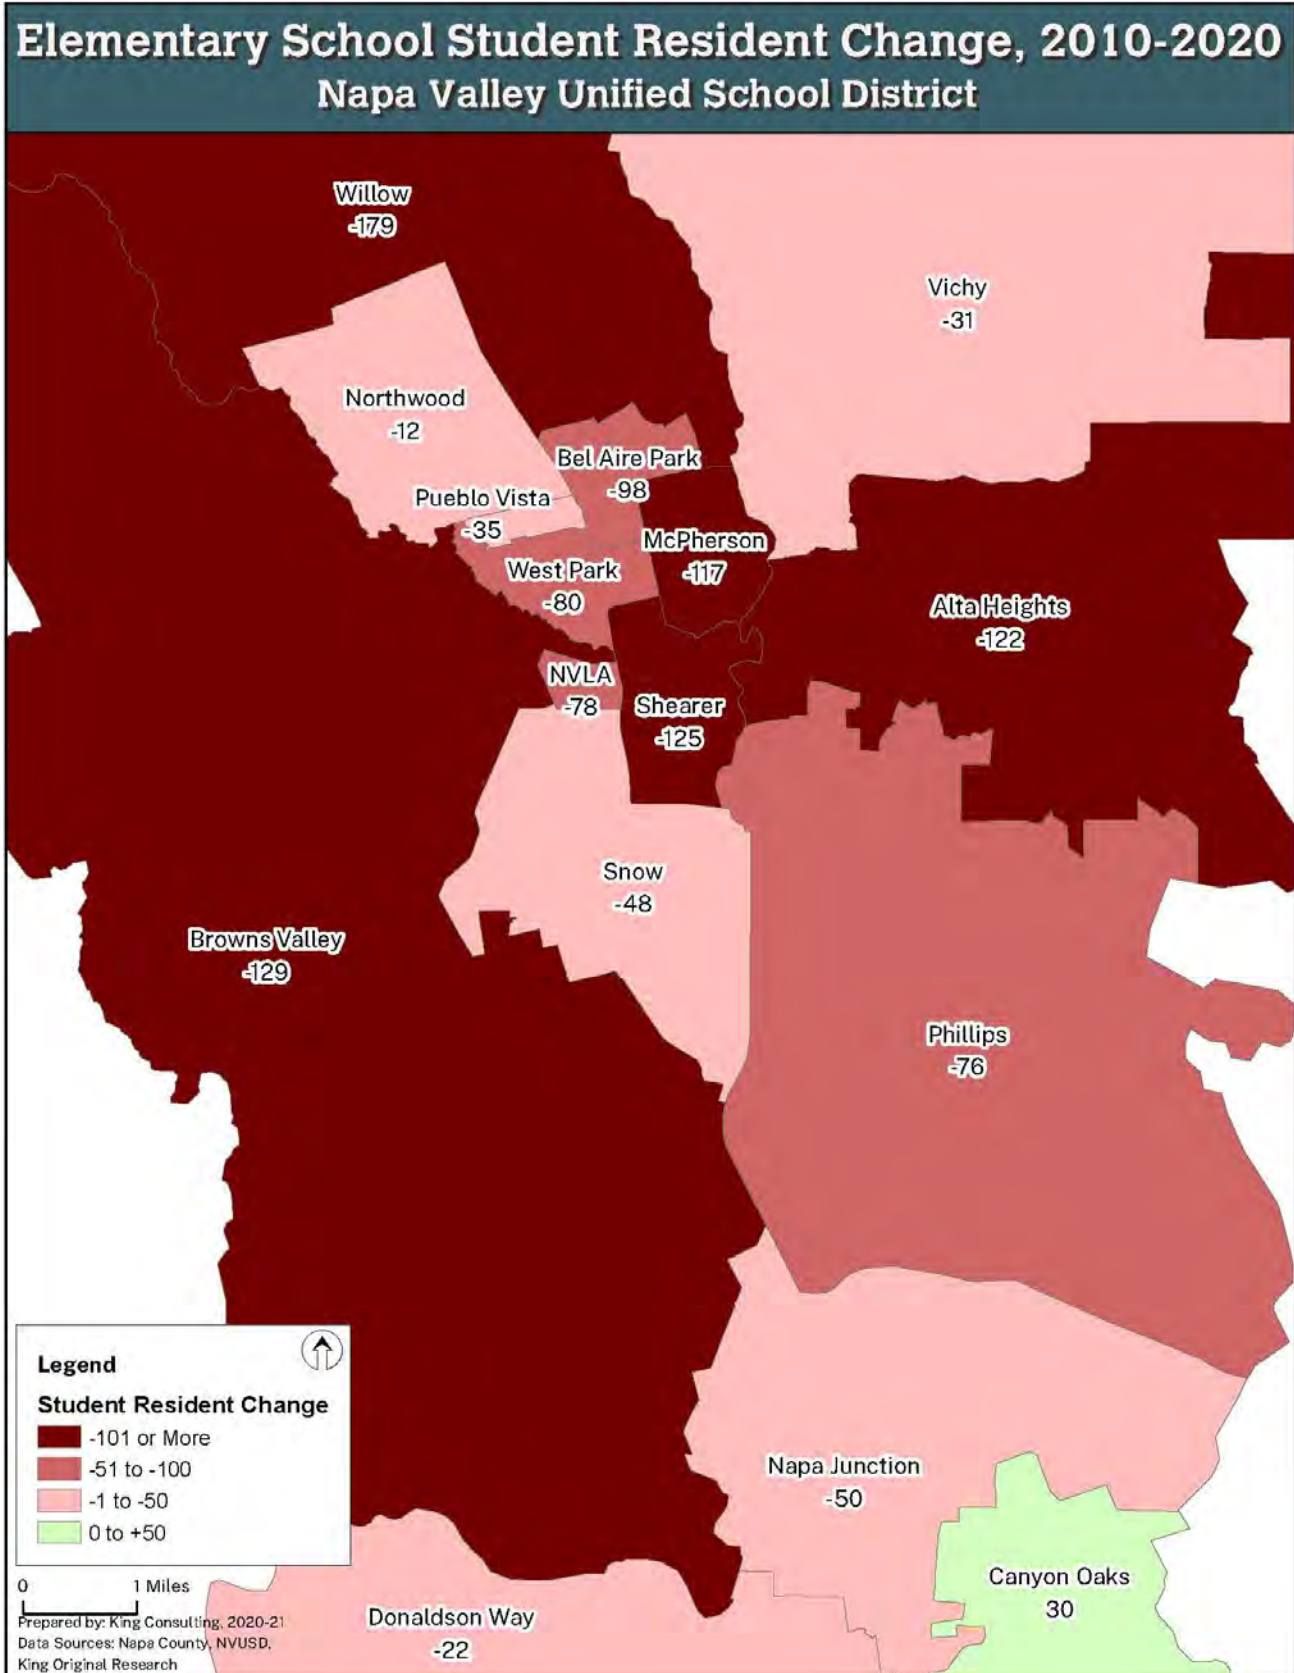 Elementary School Student Resident Change, 2010-2020
Napa Valley Unified School District
Willow
-179
Vichy
-31
Northwood
-12
Bel Aire Park
-98
Pueblo Vista
-35
McPherson
-117
West Park
-80
Alta Heights
-122
NVLA
-78
Shearer
-125
Snow
-48
Browns Valley
-129
Phillips
-76
Napa Junction
-50
Canyon Oaks
30
Donaldson Way
-22
Legend
Student Resident Change
-101 or More
-51 to -100
-1 to -50
0 to +50
0 1 Miles
Prepared by: King Consulting, 2020-21
Data Sources: Napa County, NVUSD,
King Original Research